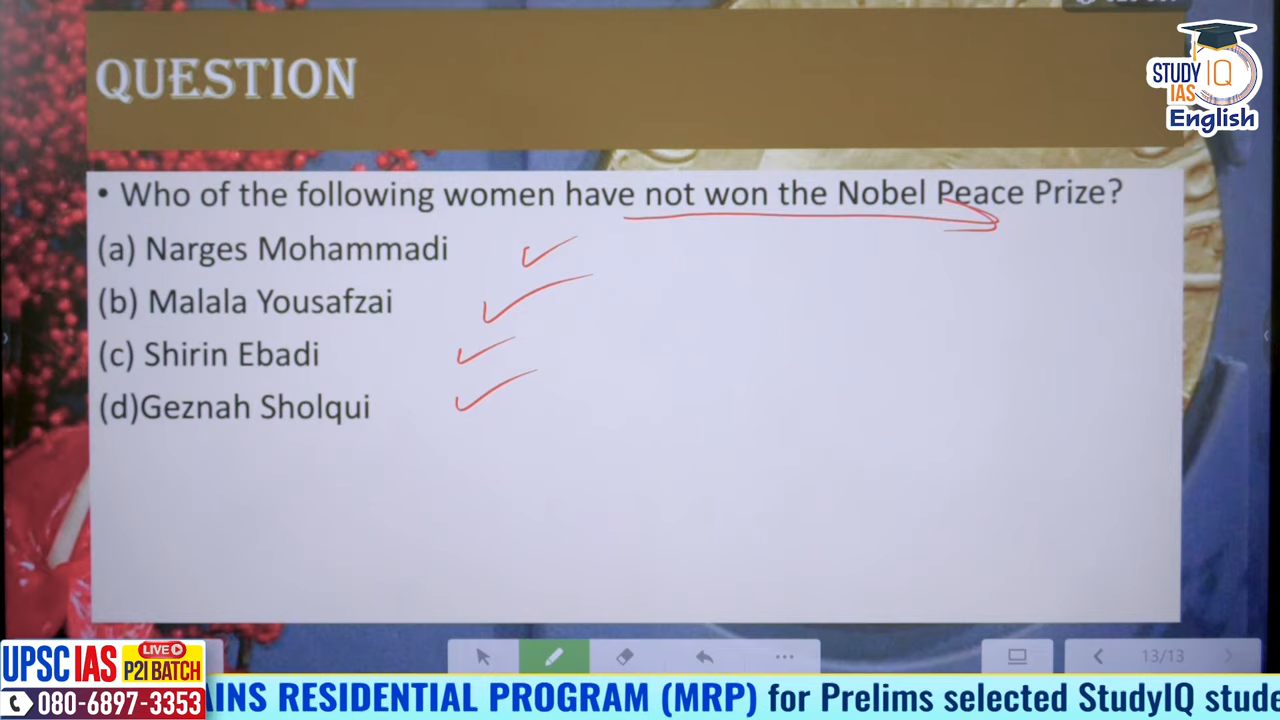 QUESTION
STUDY IQ
IAS
English
• Who of the following women have not won the Nobel Peace Prize?
(a) Narges Mohammadi
(b) Malala Yousafzai
(c) Shirin Ebadi
(d)Geznah Sholqui
13/13
UPSC IAS LIVE
P2I BATCH
080-6897-3353
AINS RESIDENTIAL PROGRAM (MRP) for Prelims selected StudyIQ stude